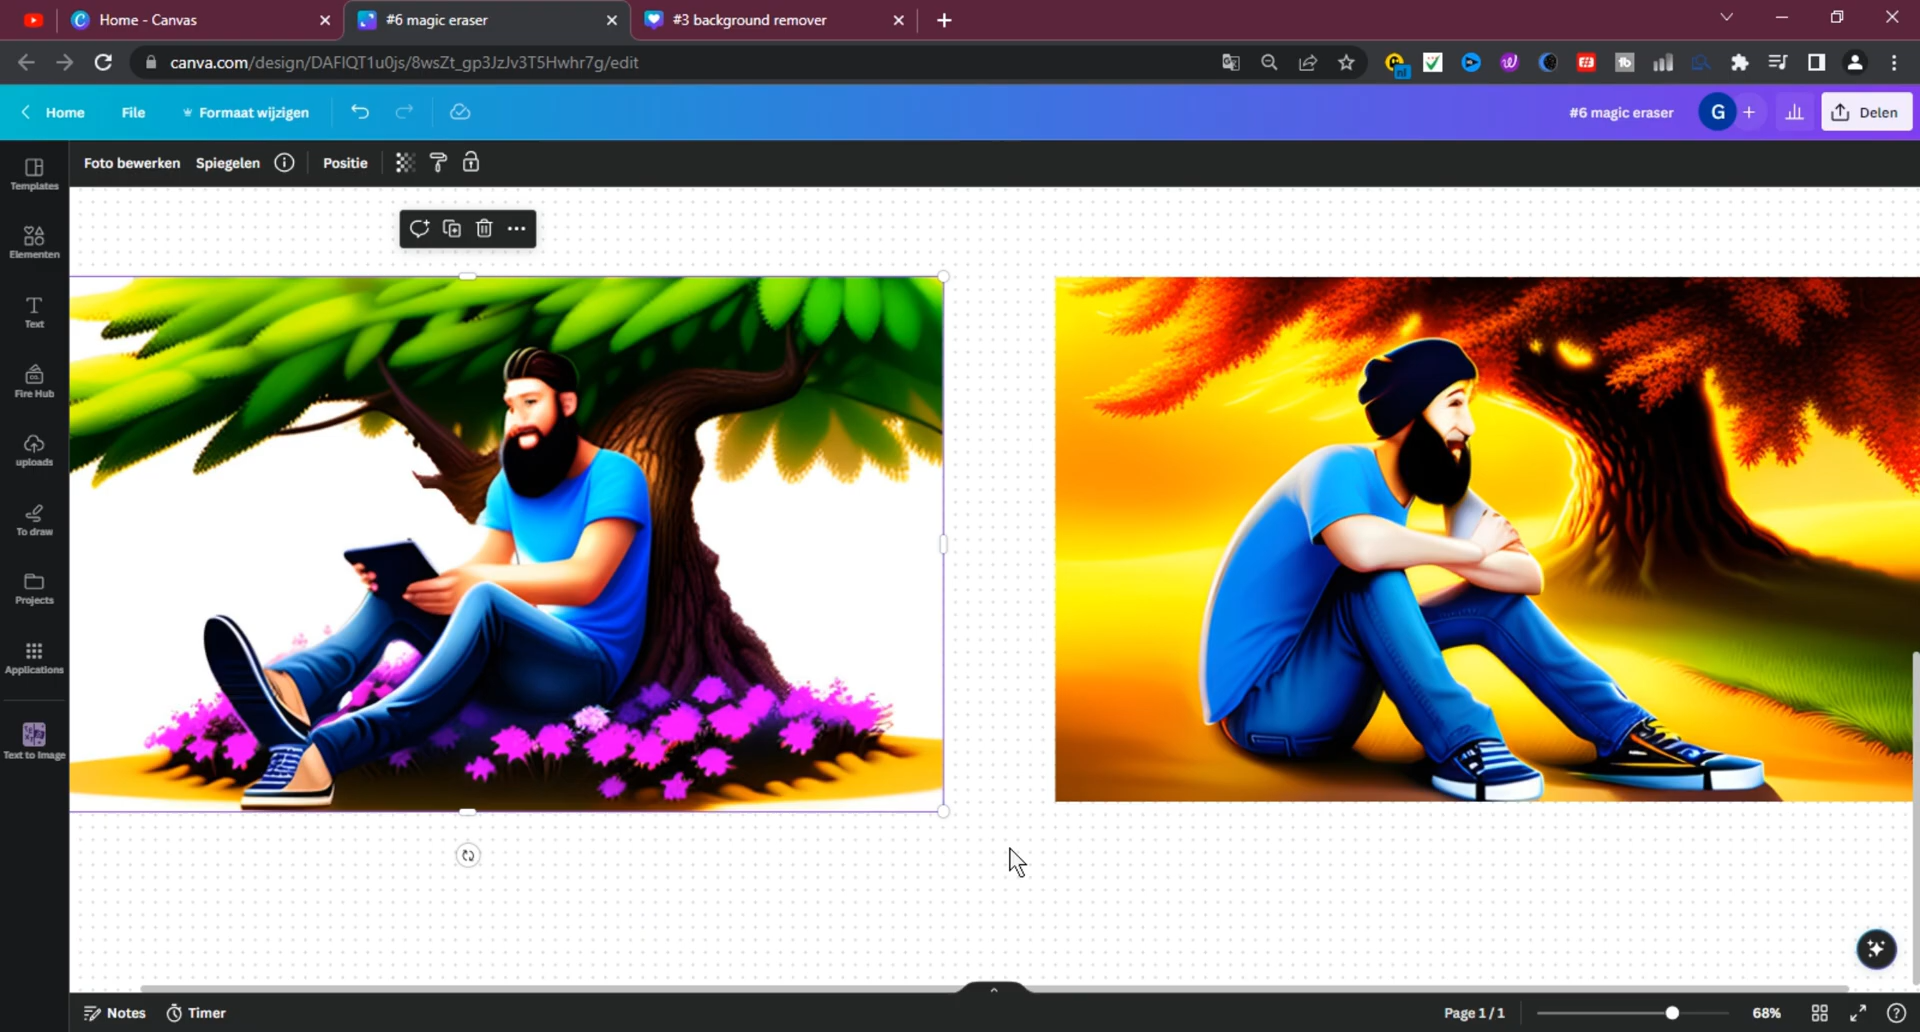 Home - Canvas
#6 magic eraser
#3 background remover
canva.com/design/DAFlQT1u0js/8wsZt_gp3JzJv3T5Hwhr7g/edit
nl
Home
File
Formaat wijzigen
#6 magic eraser
G
Delen
Foto bewerken
Spiegelen
Positie
Templates
Elementen
Text
Fire Hub
uploads
To draw
Projects
Applications
Text to Image
Notes
Timer
Page 1 / 1
68%